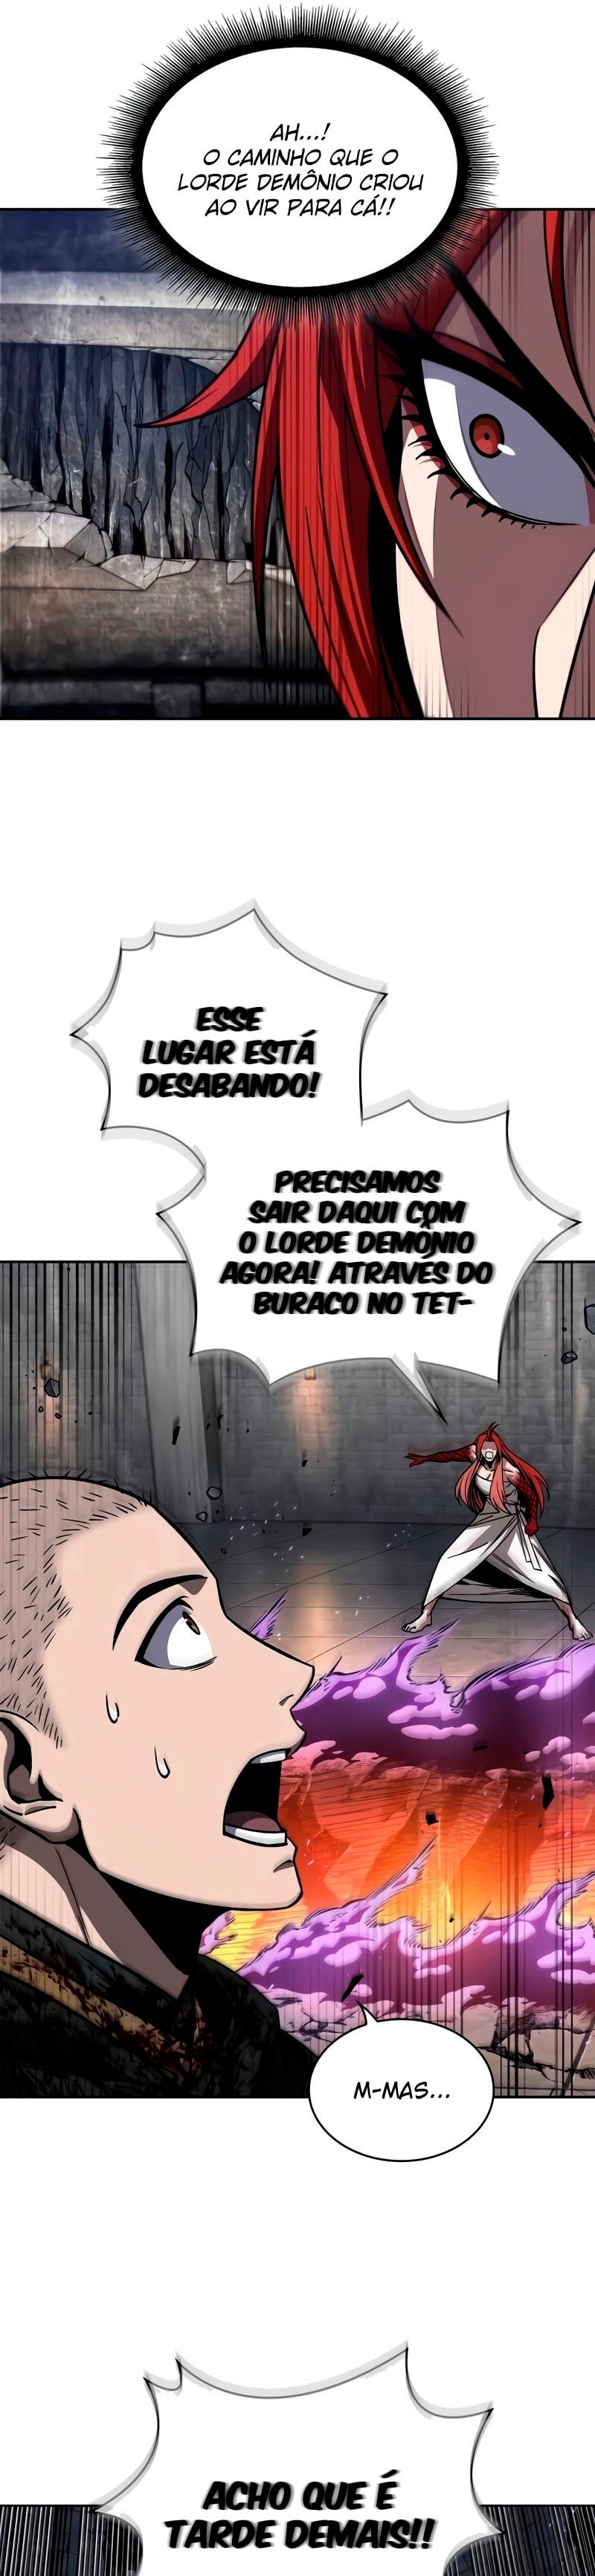 AH...!
O CAMINHO QUE O
LORDE DEMÔNIO CRIOU
AO VIR PARA CÁ!!
ESSE
LUGAR ESTÁ
DESABANDO!
PRECISAMOS
SAIR DAQUI COM
O LORDE DEMÔNIO
AGORA! ATRAVÉS DO
BURACO NO TET-
M-MAS...
ACHO QUE É
TARDE DEMAIS!!